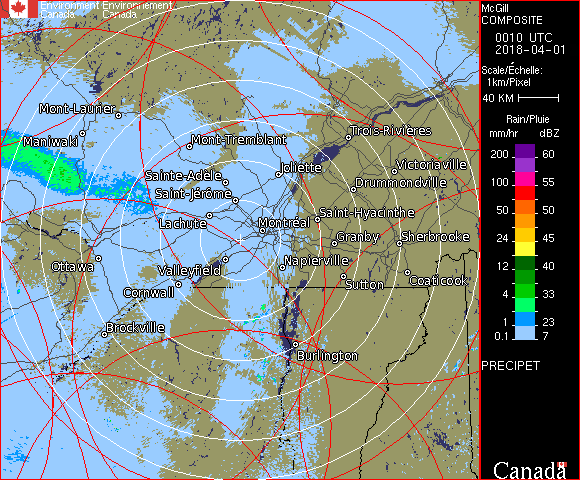 Environment Environnement
Canada Canada
Mont-Laurier
Maniwaki
Mont-Tremblant
Trois-Rivières
Sainte-Adèle
Joliette
Victoriaville
Saint-Jérôme
Drummondville
Lachute
Montréal
Saint-Hyacinthe
Granby
Sherbrooke
Ottawa
Valleyfield
Napierville
Cornwall
Sutton
Coaticook
Brockville
Burlington
McGill
COMPOSITE
0010 UTC
2018-04-01
Scale/Échelle:
1km/Pixel
40 KM
Rain/Pluie
mm/hr dBZ
200 60
100 55
50 50
24 45
12 40
4 33
1 23
0.1 7
PRECIPET
Canada